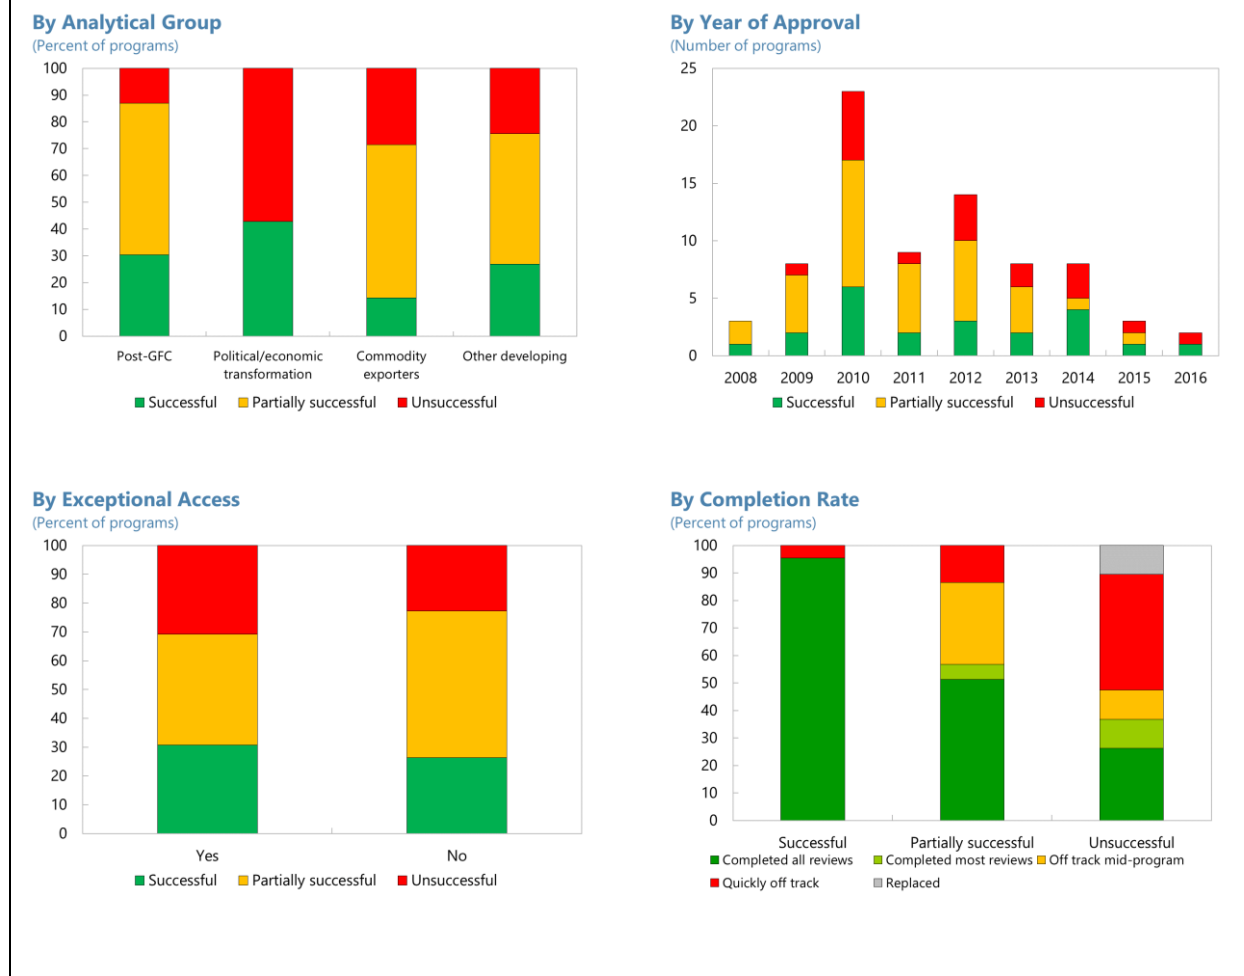 By Analytical Group
(Percent of programs)
100
90
80
70
60
50
40
30
20
10
0
Post-GFC
Political/economic
transformation
Commodity
exporters
Other developing
Successful
Partially successful
Unsuccessful
By Year of Approval
(Number of programs)
25
20
15
10
5
0
2008
2009
2010
2011
2012
2013
2014
2015
2016
Successful
Partially successful
Unsuccessful
By Exceptional Access
(Percent of programs)
100
90
80
70
60
50
40
30
20
10
0
Yes
No
Successful
Partially successful
Unsuccessful
By Completion Rate
(Percent of programs)
100
90
80
70
60
50
40
30
20
10
0
Successful
Partially successful
Unsuccessful
Completed all reviews
Completed most reviews
Off track mid-program
Quickly off track
Replaced